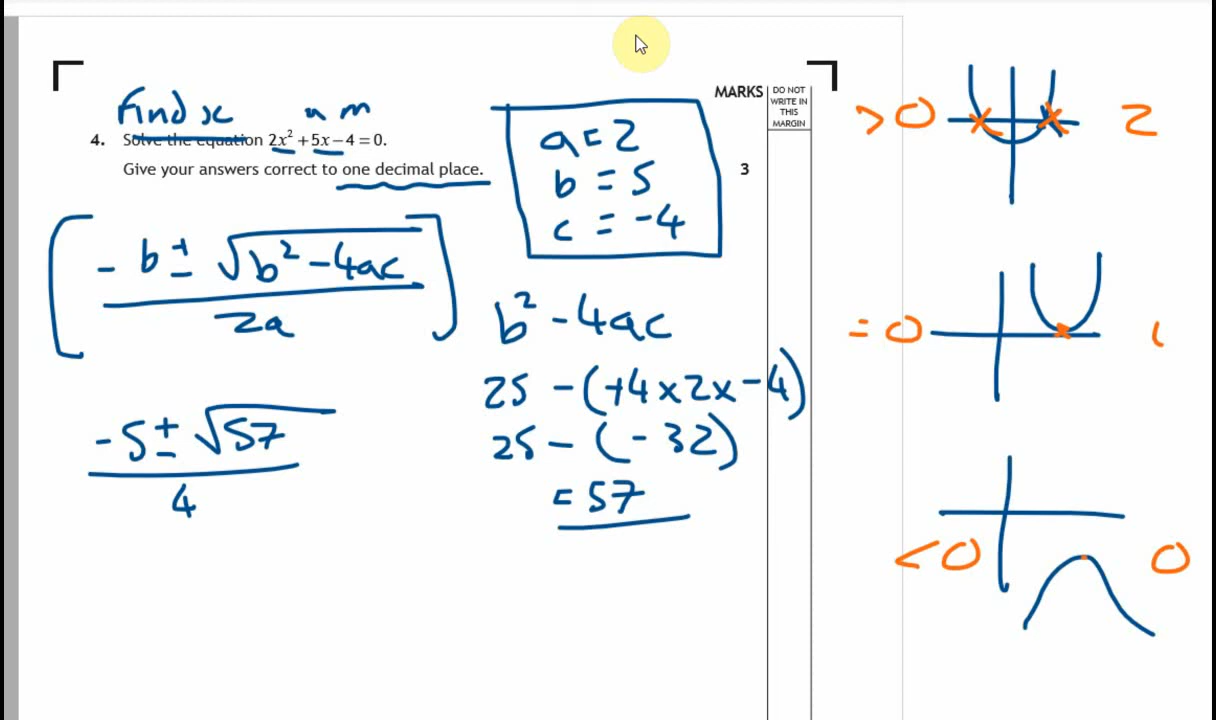 MARKS
DO NOT
WRITE IN
THIS
MARGIN
Find x
4. Solve the equation 2x² + 5x − 4 = 0.
Give your answers correct to one decimal place.
3
a = 2
b = 5
c = -4
[ -b ± √b² - 4ac / 2a ]
b² - 4ac
25 - (+4 x 2 x -4)
25 - (-32)
= 57
-5 ± √57 / 4
> 0 2
= 0 1
< 0 0